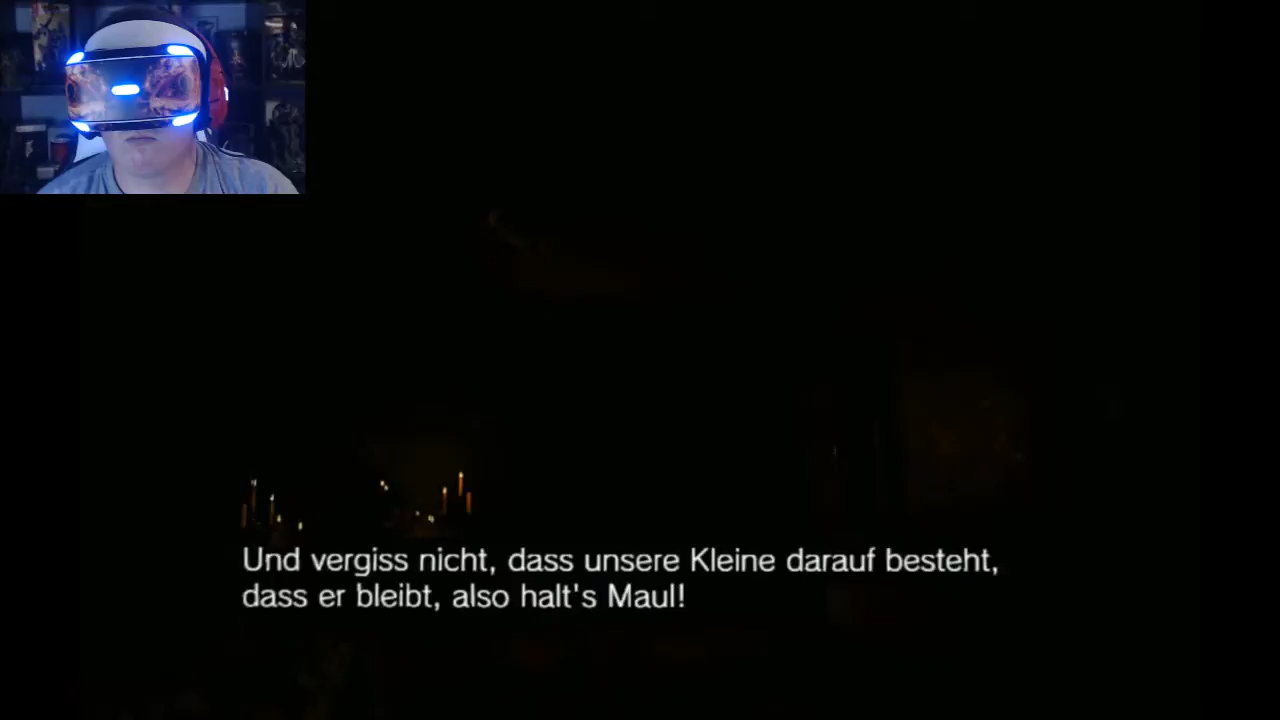 Und vergiss nicht, dass unsere Kleine darauf besteht,
dass er bleibt, also halt's Maul!